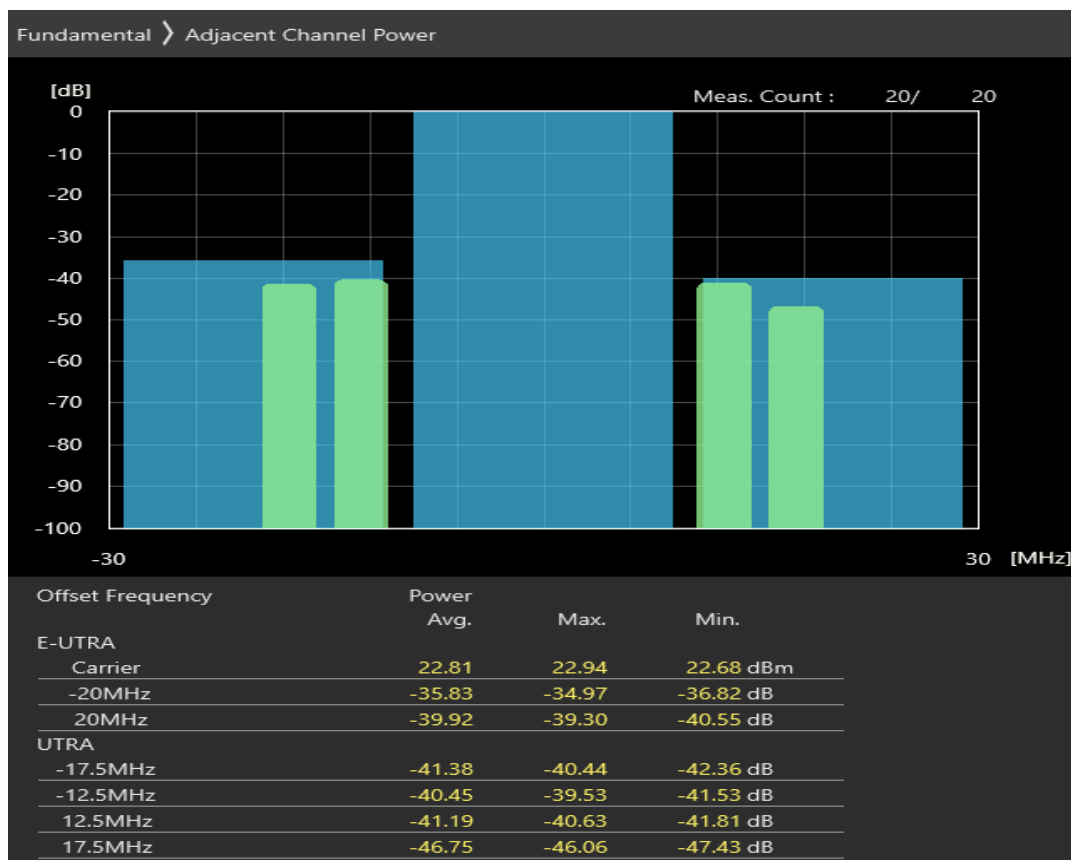 Fundamental 》 Adjacent Channel Power
[dB]
Meas. Count : 20/ 20
0
-10
-20
-30
-40
-50
-60
-70
-80
-90
-100
-30 30 [MHz]
Offset Frequency Power
Avg. Max. Min.
E-UTRA
Carrier 22.81 22.94 22.68 dBm
-20MHz -35.83 -34.97 -36.82 dB
20MHz -39.92 -39.30 -40.55 dB
UTRA
-17.5MHz -41.38 -40.44 -42.36 dB
-12.5MHz -40.45 -39.53 -41.53 dB
12.5MHz -41.19 -40.63 -41.81 dB
17.5MHz -46.75 -46.06 -47.43 dB